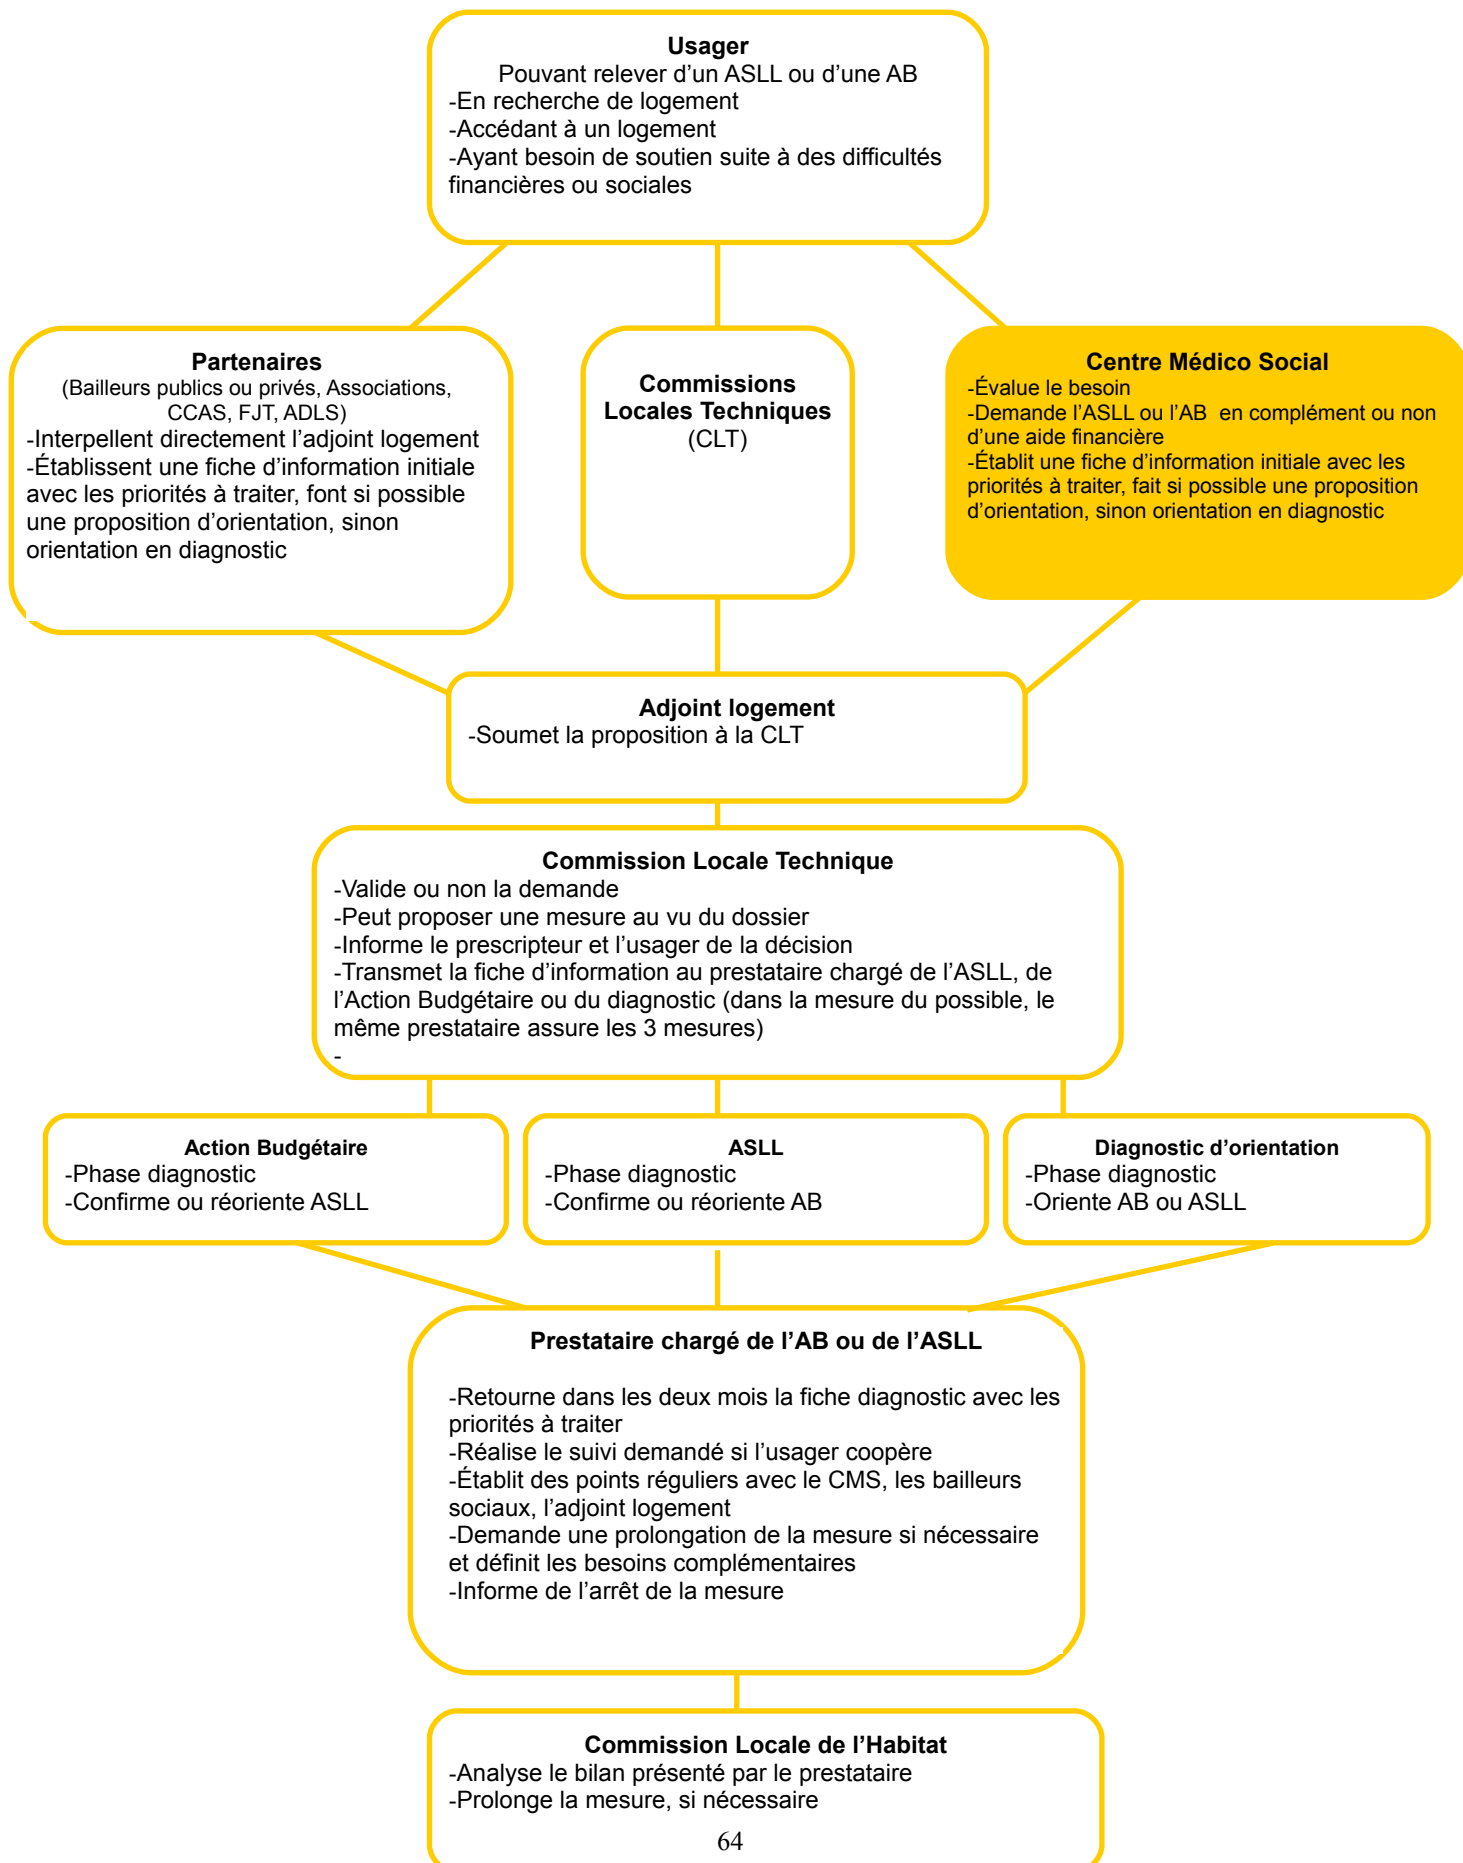 Usager
Pouvant relever d’un ASLL ou d’une AB
-En recherche de logement
-Accédant à un logement
-Ayant besoin de soutien suite à des difficultés
financières ou sociales
Partenaires
(Bailleurs publics ou privés, Associations,
CCAS, FJT, ADLS)
-Interpellent directement l’adjoint logement
-Établissent une fiche d’information initiale
avec les priorités à traiter, font si possible
une proposition d’orientation, sinon
orientation en diagnostic
Commissions
Locales Techniques
(CLT)
Centre Médico Social
-Évalue le besoin
-Demande l’ASLL ou l’AB  en complément ou non
d’une aide financière
-Établit une fiche d’information initiale avec les
priorités à traiter, fait si possible une proposition
d’orientation, sinon orientation en diagnostic
Adjoint logement
-Soumet la proposition à la CLT
Commission Locale Technique
-Valide ou non la demande
-Peut proposer une mesure au vu du dossier
-Informe le prescripteur et l’usager de la décision
-Transmet la fiche d’information au prestataire chargé de l’ASLL, de
l’Action Budgétaire ou du diagnostic (dans la mesure du possible, le
même prestataire assure les 3 mesures)
-
Action Budgétaire
-Phase diagnostic
-Confirme ou réoriente ASLL
ASLL
-Phase diagnostic
-Confirme ou réoriente AB
Diagnostic d’orientation
-Phase diagnostic
-Oriente AB ou ASLL
Prestataire chargé de l’AB ou de l’ASLL
-Retourne dans les deux mois la fiche diagnostic avec les
priorités à traiter
-Réalise le suivi demandé si l’usager coopère
-Établit des points réguliers avec le CMS, les bailleurs
sociaux, l’adjoint logement
-Demande une prolongation de la mesure si nécessaire
et définit les besoins complémentaires
-Informe de l’arrêt de la mesure
Commission Locale de l’Habitat
-Analyse le bilan présenté par le prestataire
-Prolonge la mesure, si nécessaire
64